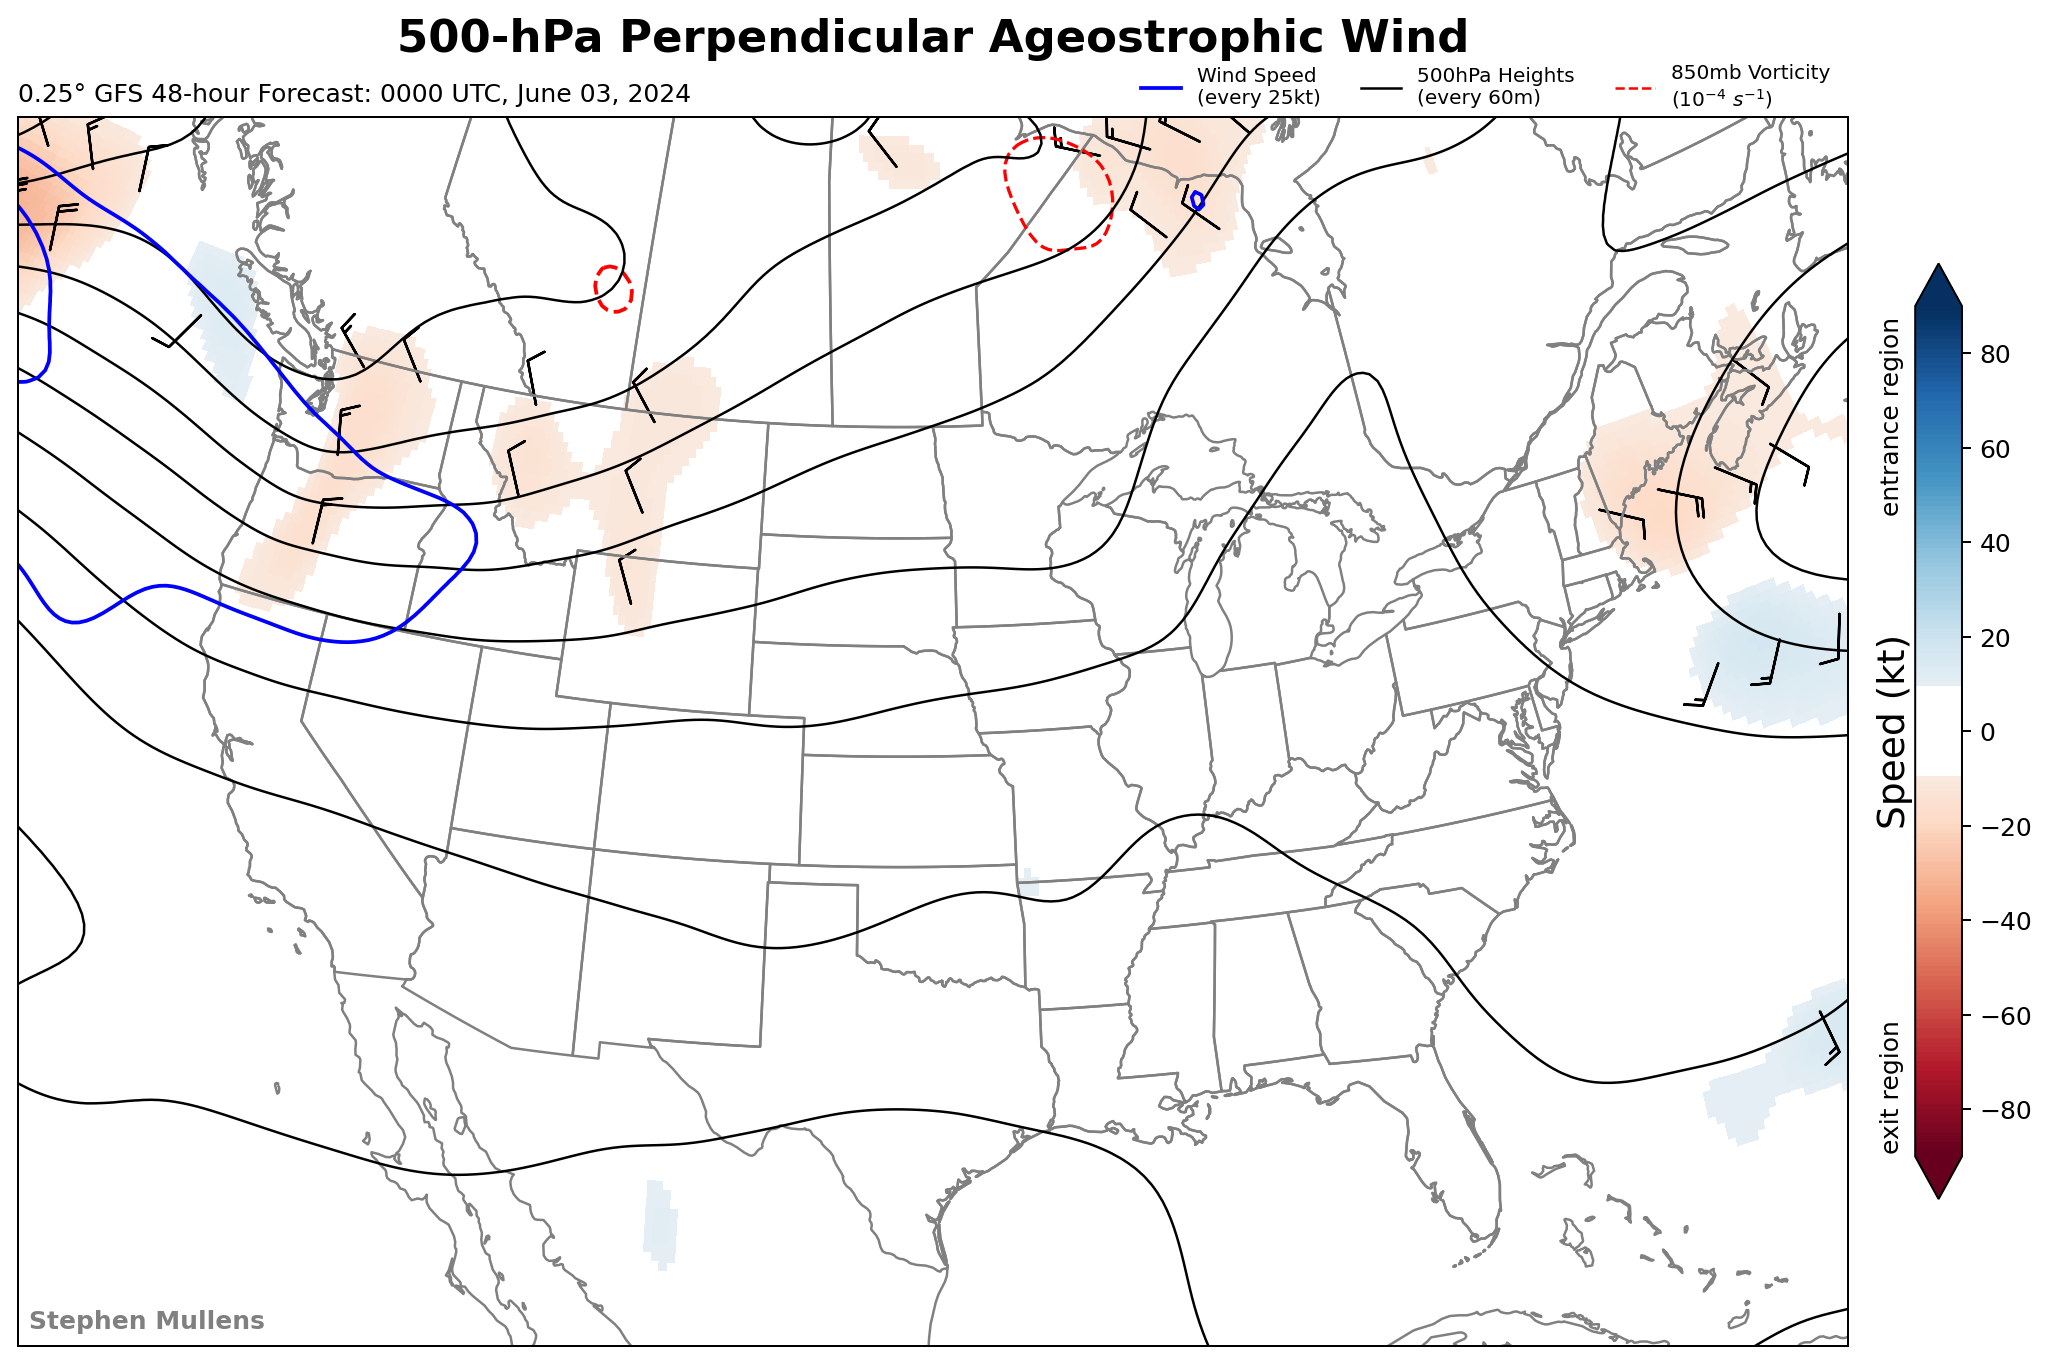 500-hPa Perpendicular Ageostrophic Wind
0.25° GFS 48-hour Forecast: 0000 UTC, June 03, 2024
Wind Speed
(every 25kt)
500hPa Heights
(every 60m)
850mb Vorticity
(10⁻⁴ s⁻¹)
entrance region
Speed (kt)
exit region
80
60
40
20
0
−20
−40
−60
−80
Stephen Mullens